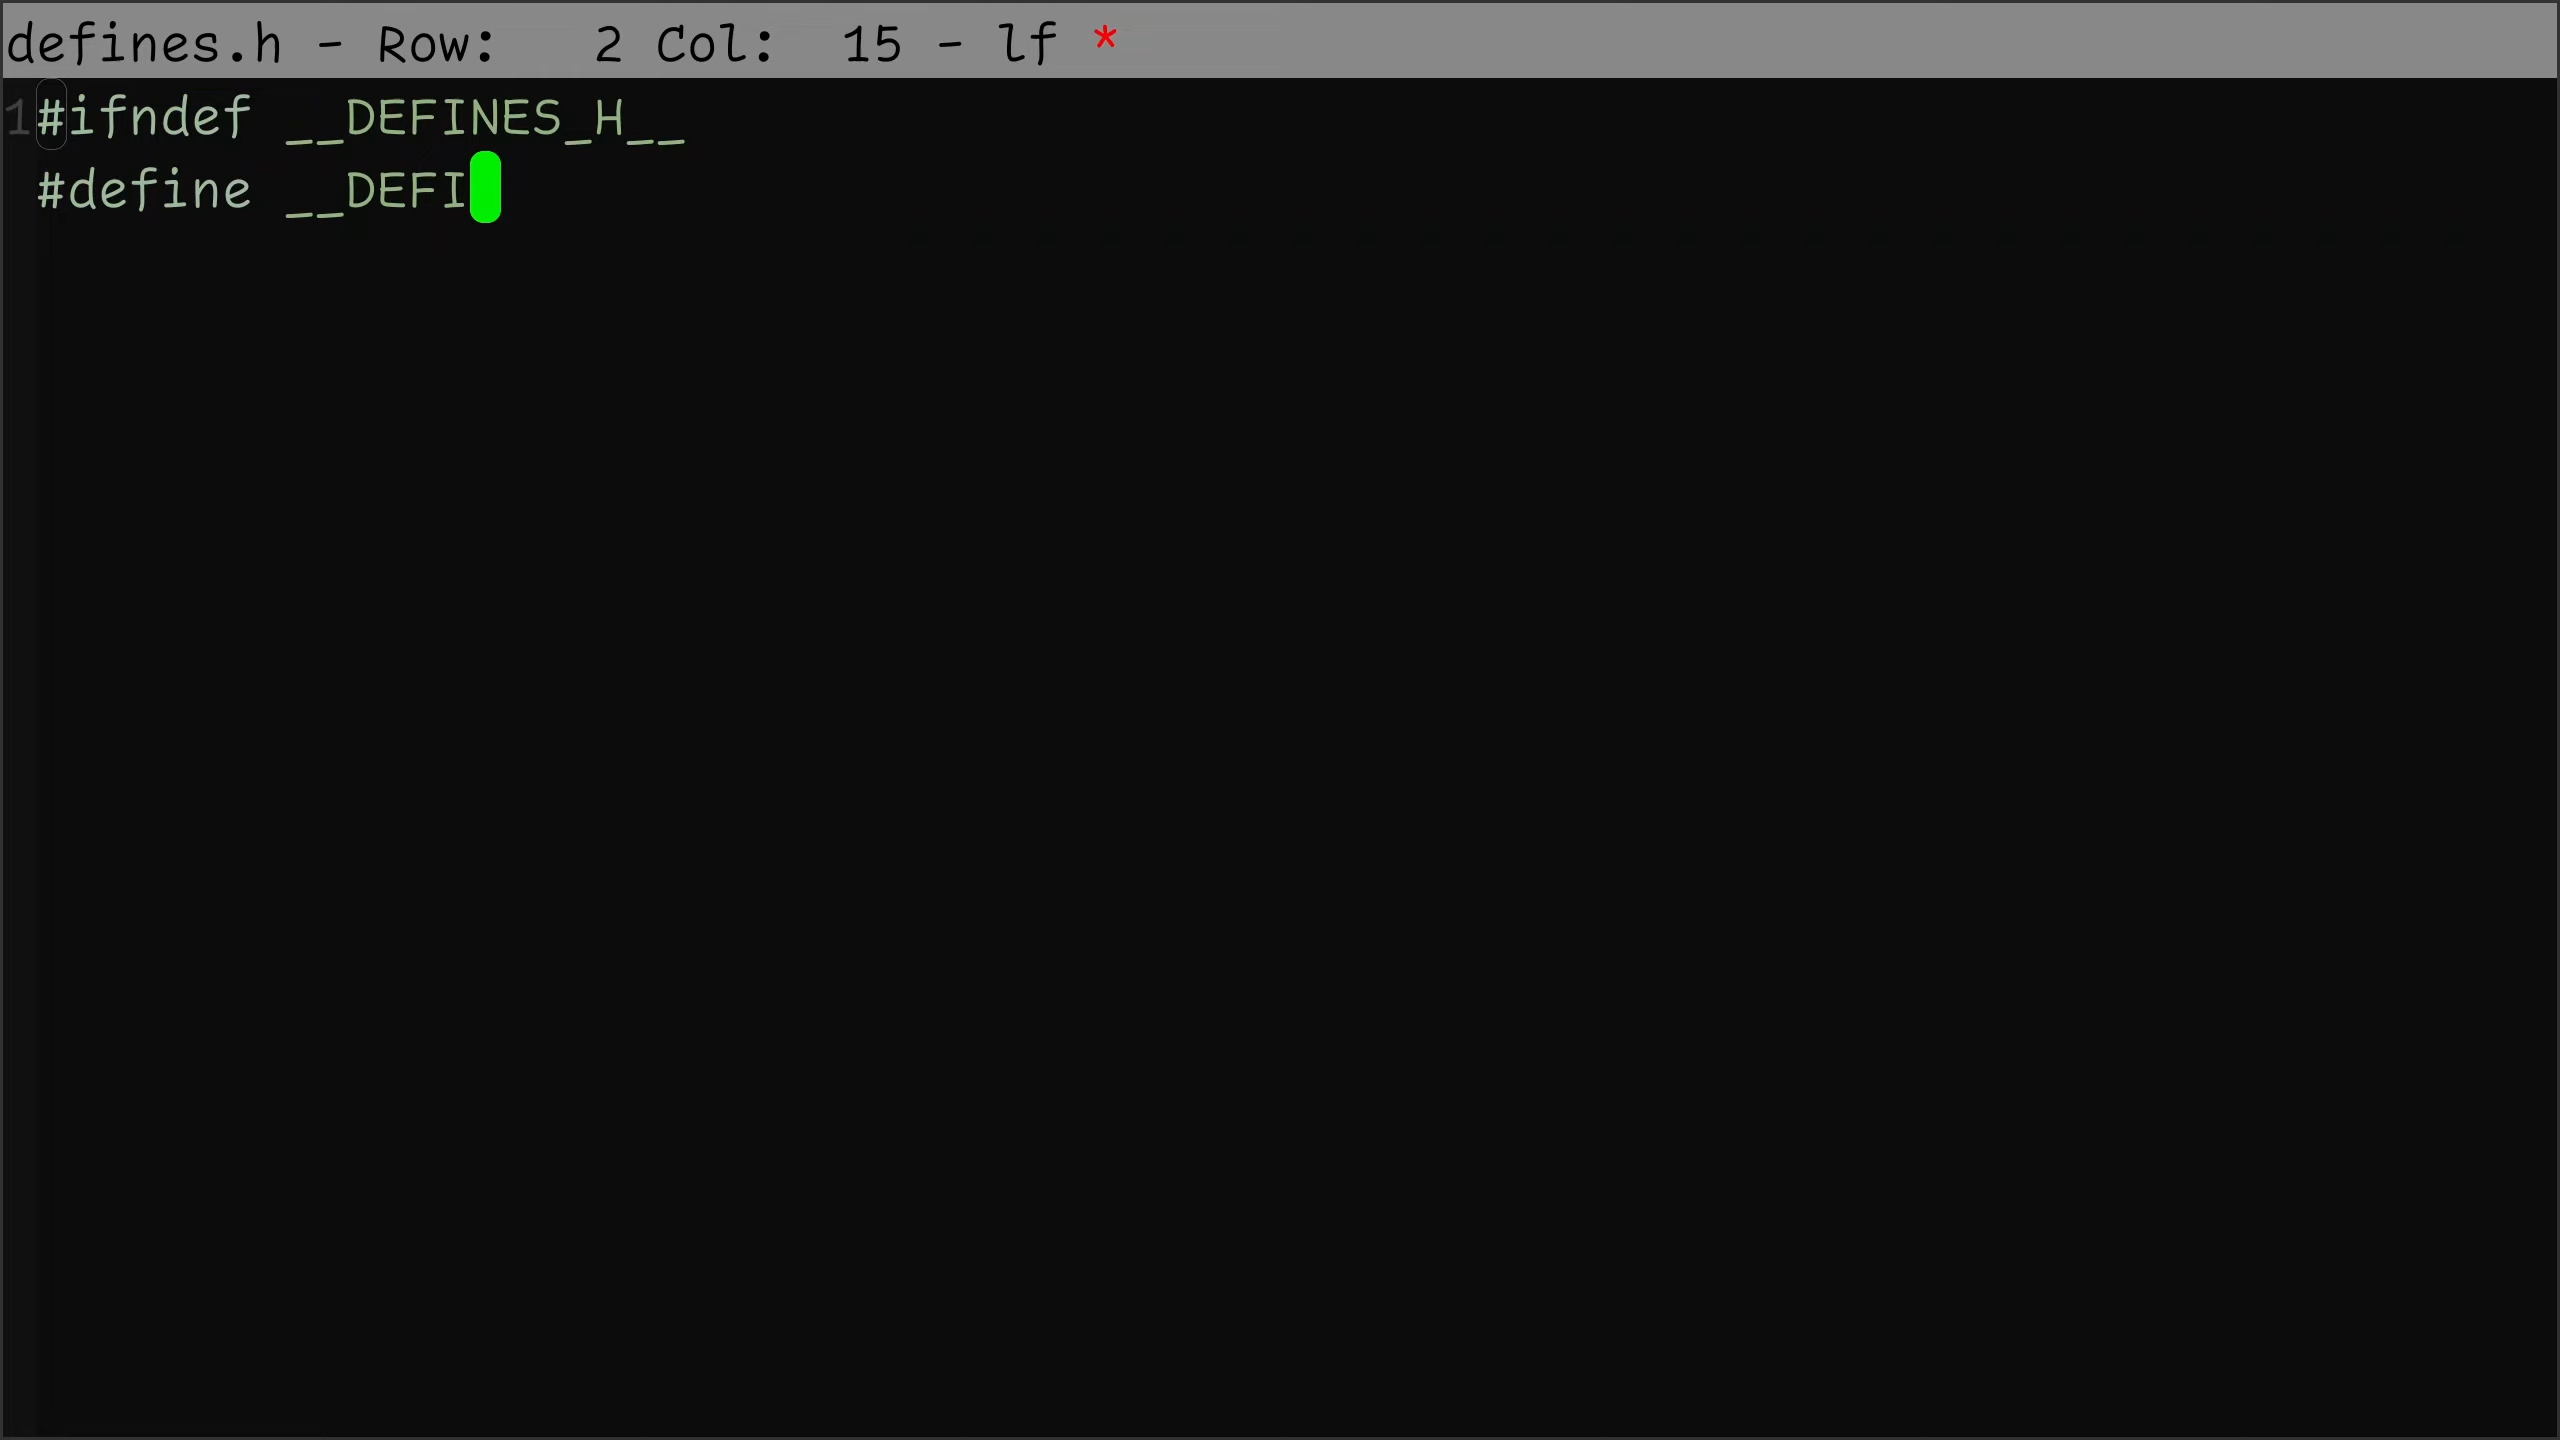 defines.h - Row:   2 Col:  15 - lf *
1#ifndef __DEFINES_H__
#define __DEFI